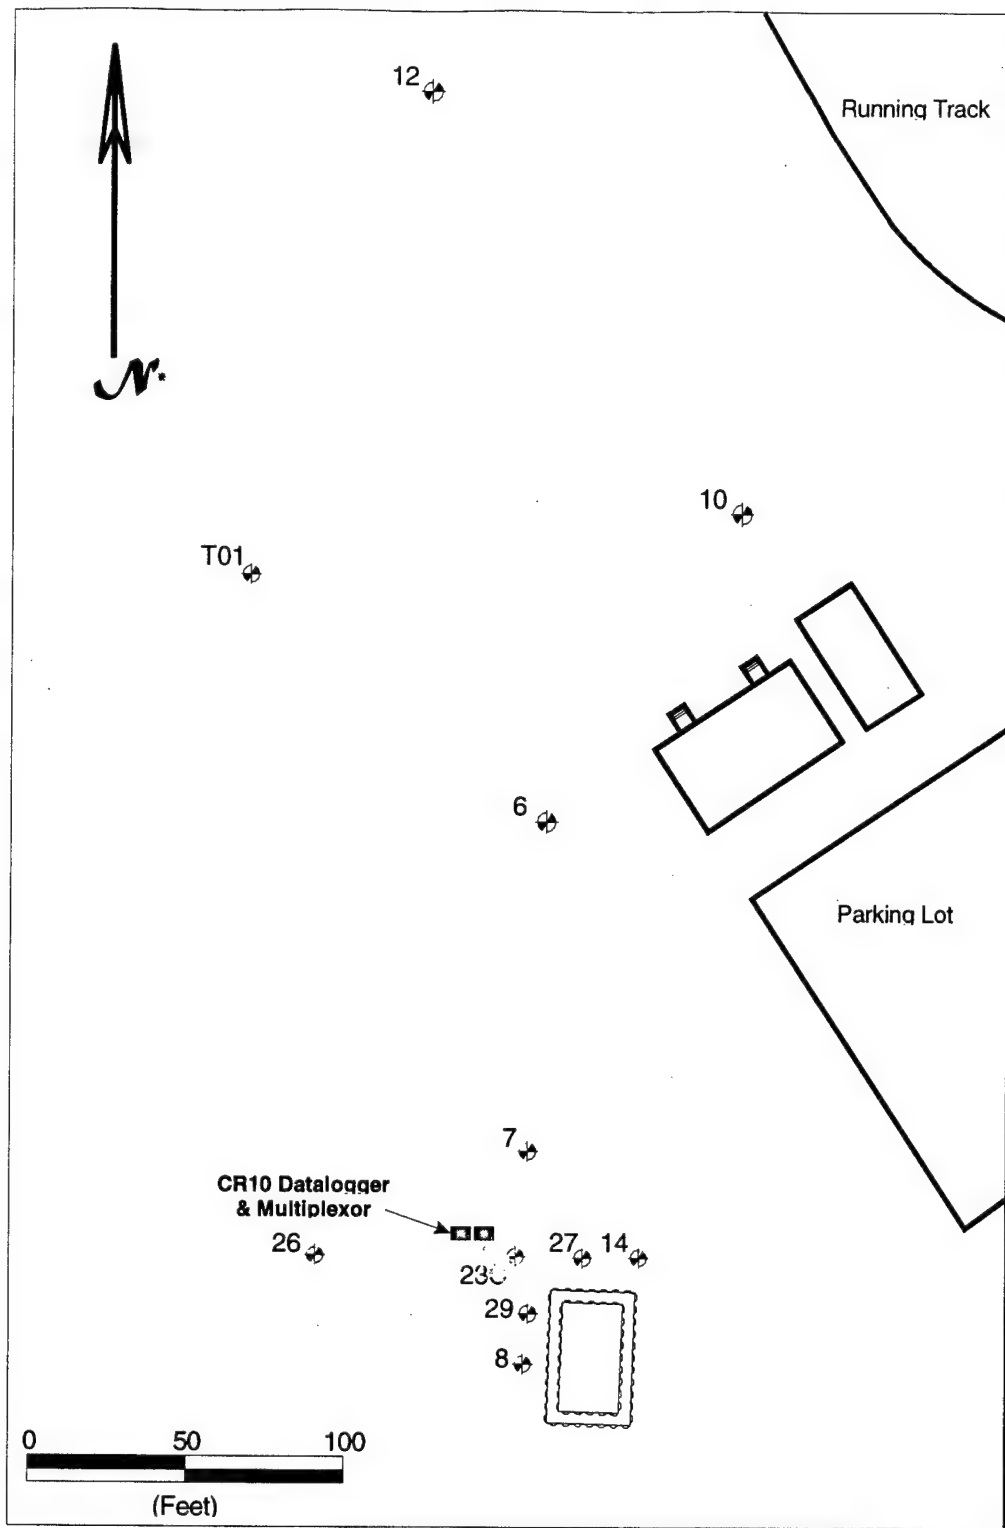 12
Running Track
N
10
T01
6
Parking Lot
7
CR10 Datalogger
& Multiplexor
26
27
14
29
8
0 50 100
(Feet)